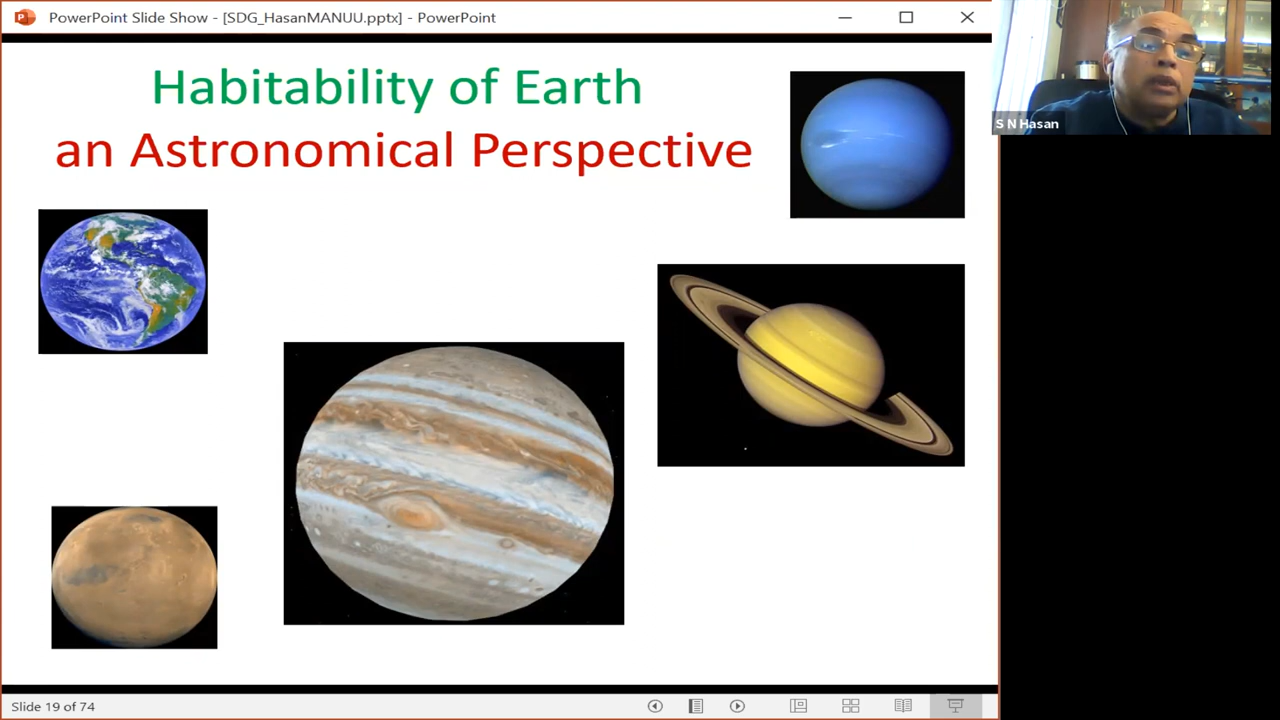 PowerPoint Slide Show - [SDG_HasanMANUU.pptx] - PowerPoint
Habitability of Earth
an Astronomical Perspective
S N Hasan
Slide 19 of 74